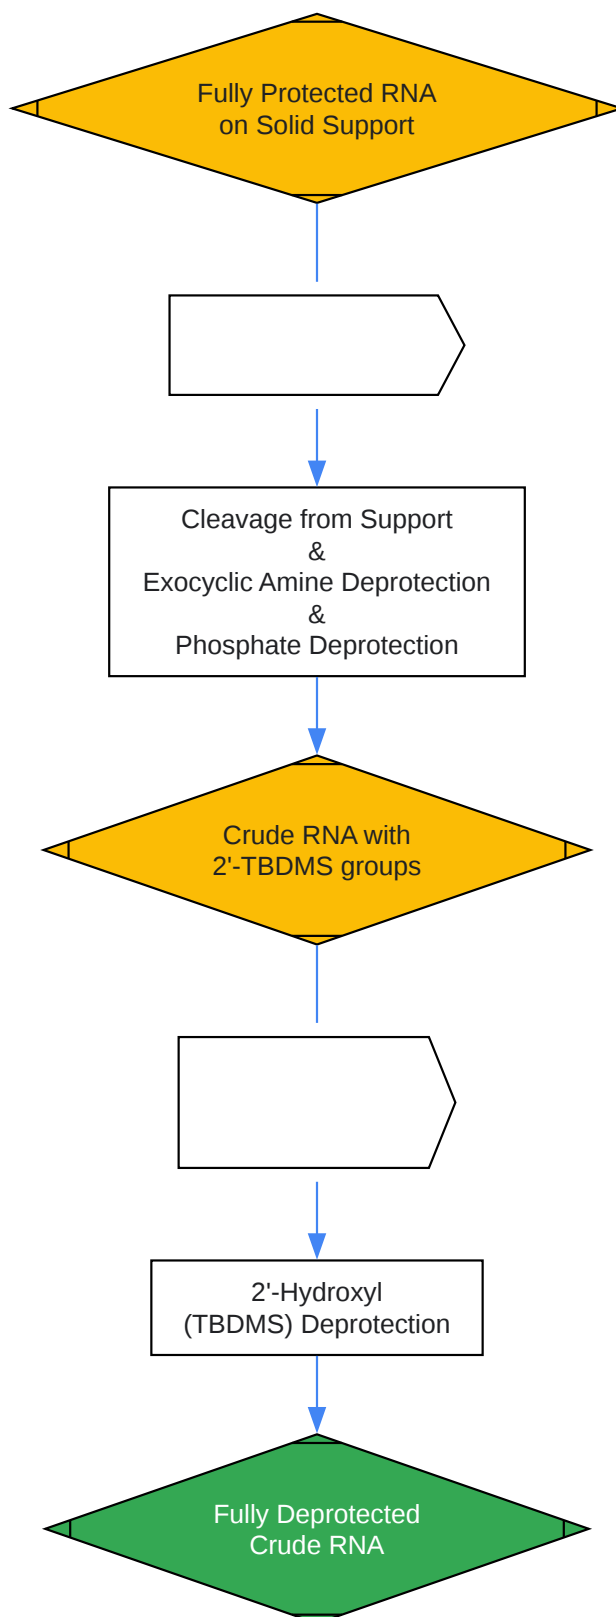 Fully Protected RNA
on Solid Support
Cleavage from Support
&
Exocyclic Amine Deprotection
&
Phosphate Deprotection
Crude RNA with
2'-TBDMS groups
2'-Hydroxyl
(TBDMS) Deprotection
Fully Deprotected
Crude RNA